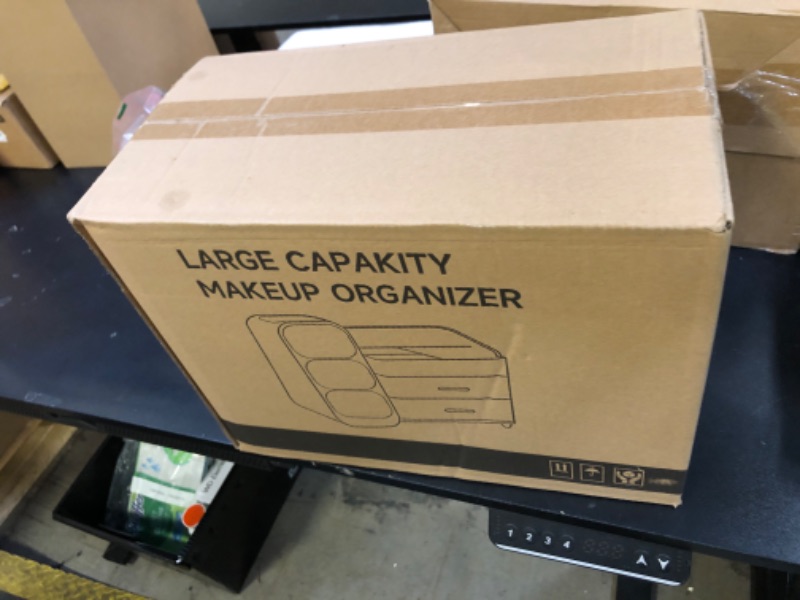 LARGE CAPAKITY
MAKEUP ORGANIZER
1 2 3 4